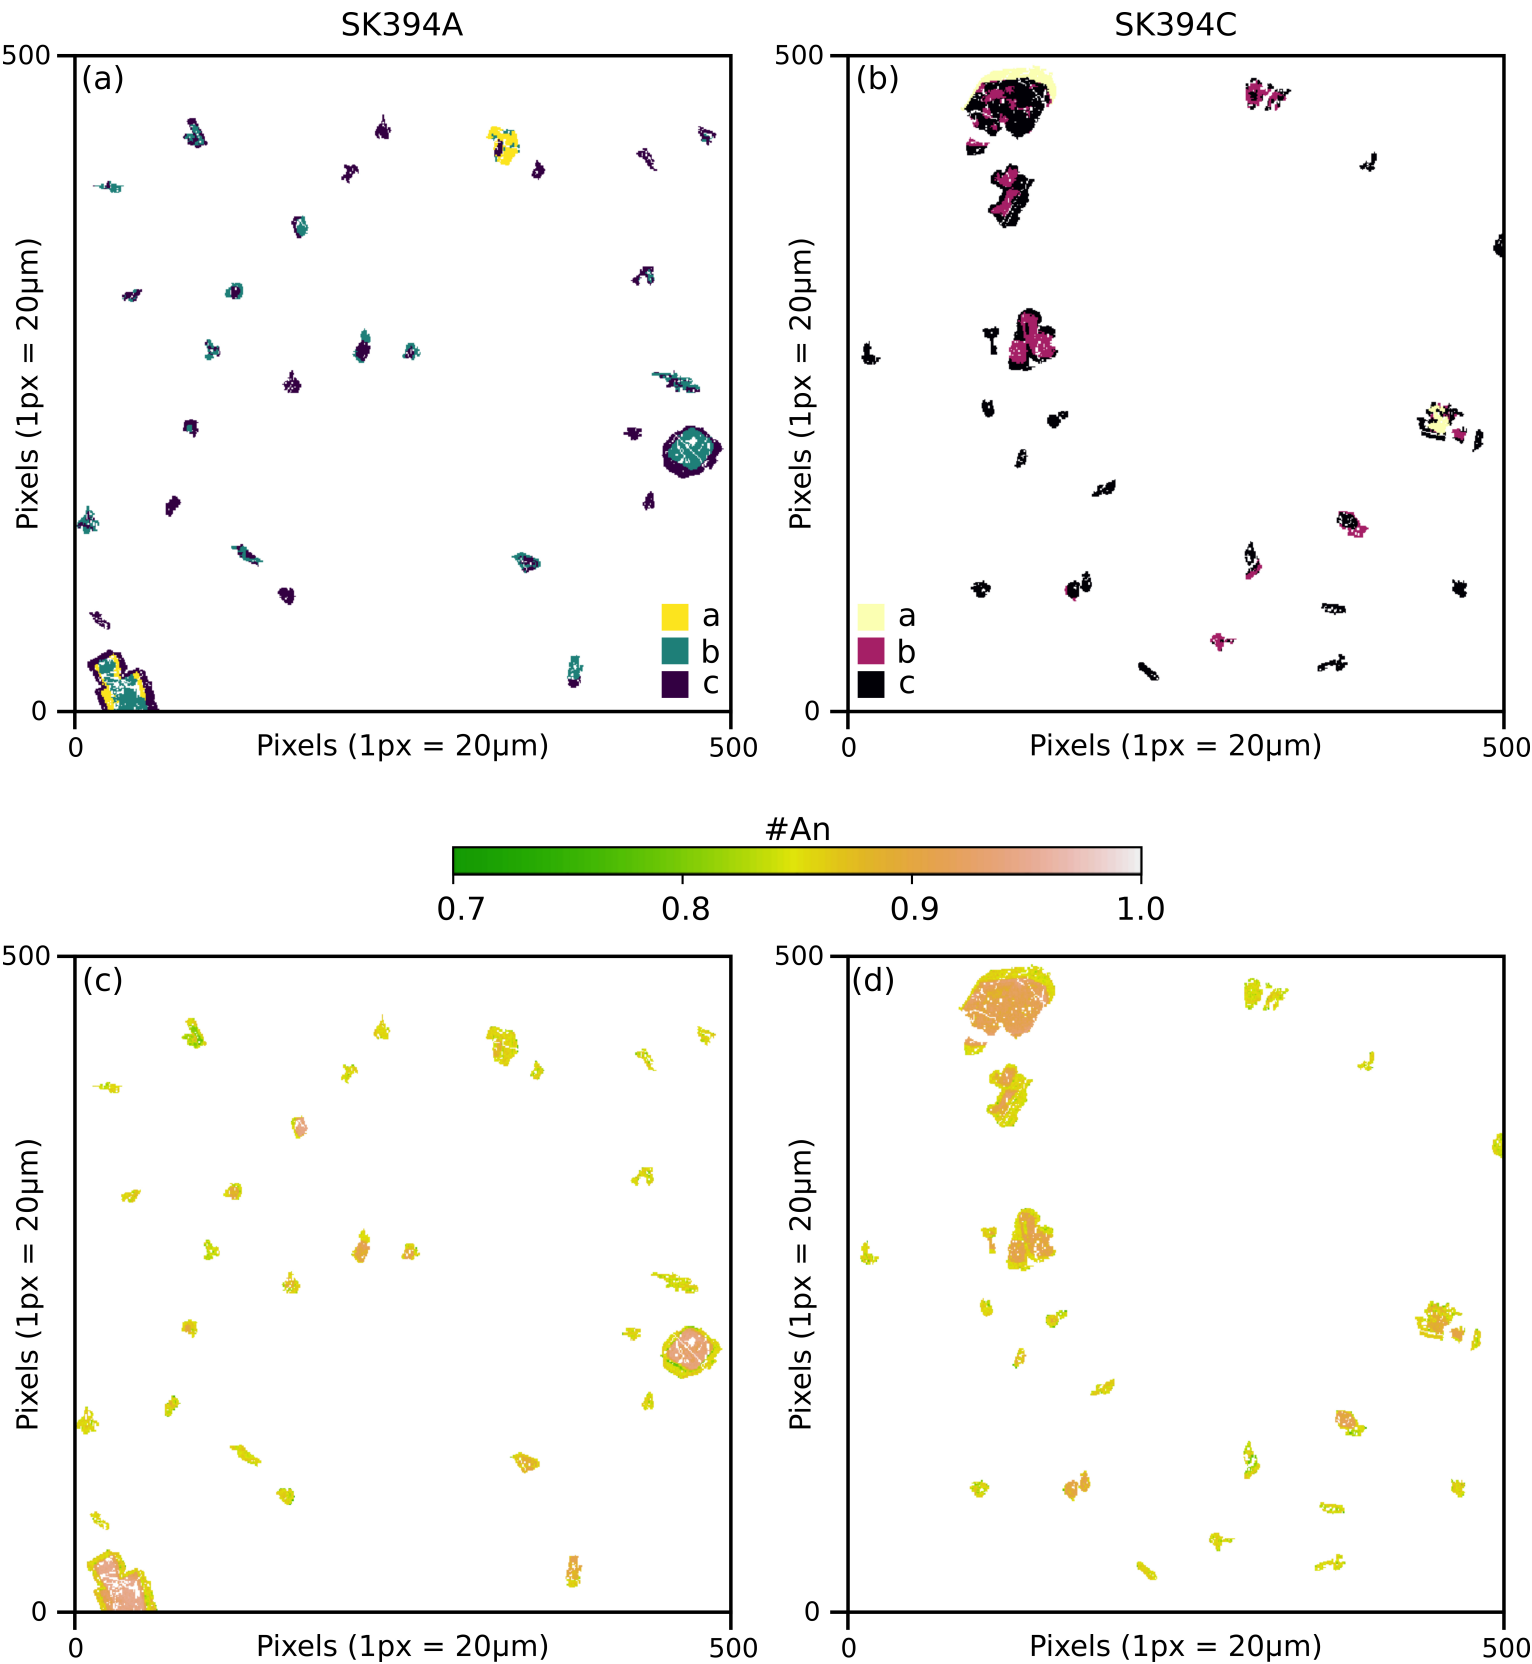 SK394A
SK394C
500
(a)
Pixels (1px = 20µm)
a
b
c
0
0
Pixels (1px = 20µm)
500
500
(b)
Pixels (1px = 20µm)
a
b
c
0
0
Pixels (1px = 20µm)
500
#An
0.7
0.8
0.9
1.0
500
(c)
Pixels (1px = 20µm)
0
0
Pixels (1px = 20µm)
500
500
(d)
Pixels (1px = 20µm)
0
0
Pixels (1px = 20µm)
500